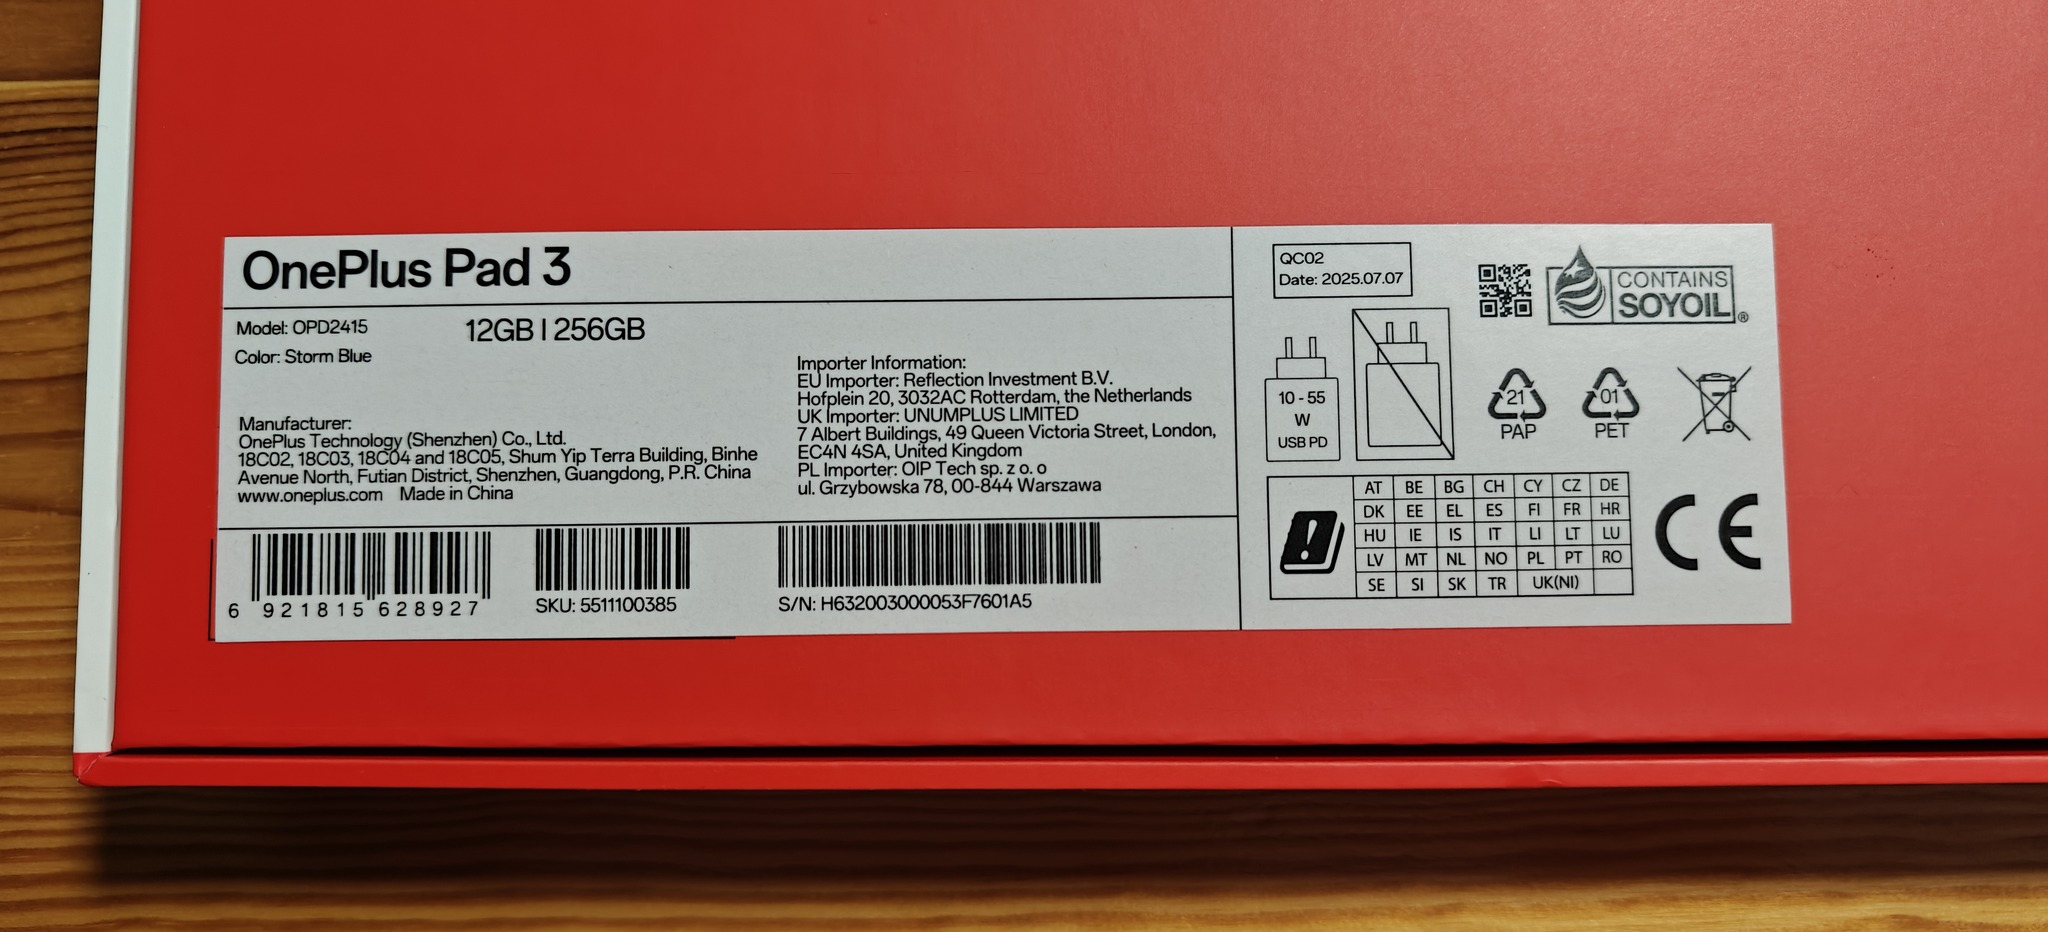 OnePlus Pad 3
Model: OPD2415
12GB | 256GB
Color: Storm Blue
Manufacturer:
OnePlus Technology (Shenzhen) Co., Ltd.
18C02, 18C03, 18C04 and 18C05, Shum Yip Terra Building, Binhe
Avenue North, Futian District, Shenzhen, Guangdong, P.R. China
www.oneplus.com Made in China
Importer Information:
EU Importer: Reflection Investment B.V.
Hofplein 20, 3032AC Rotterdam, the Netherlands
UK Importer: UNUMPLUS LIMITED
7 Albert Buildings, 49 Queen Victoria Street, London,
EC4N 4SA, United Kingdom
PL Importer: OIP Tech sp. z o. o
ul. Grzybowska 78, 00-844 Warszawa
6 921815 628927
SKU: 5511100385
S/N: H632003000053F7601A5
QC02
Date: 2025.07.07
CONTAINS
SOYOIL®
10 - 55
W
USB PD
21
PAP
01
PET
AT BE BG CH CY CZ DE
DK EE EL ES FI FR HR
HU IE IS IT LI LT LU
LV MT NL NO PL PT RO
SE SI SK TR UK(NI)
CE